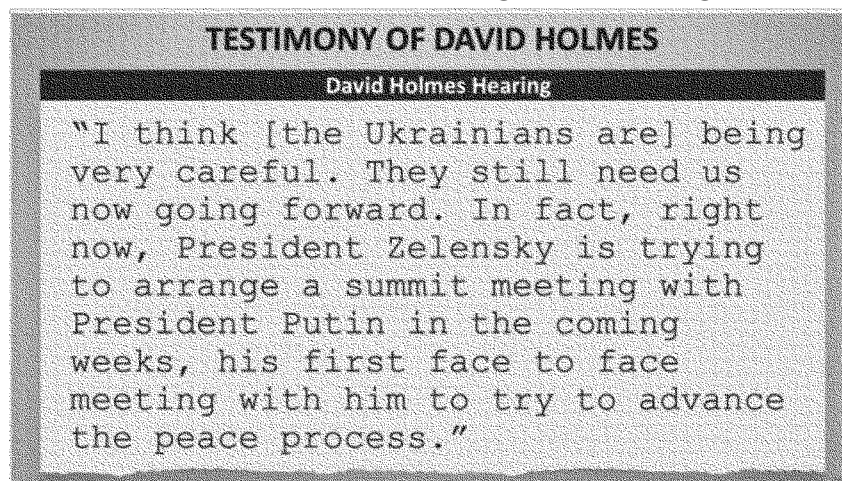 TESTIMONY OF DAVID HOLMES
David Holmes Hearing
"I think [the Ukrainians are] being
very careful. They still need us
now going forward. In fact, right
now, President Zelensky is trying
to arrange a summit meeting with
President Putin in the coming
weeks, his first face to face
meeting with him to try to advance
the peace process."